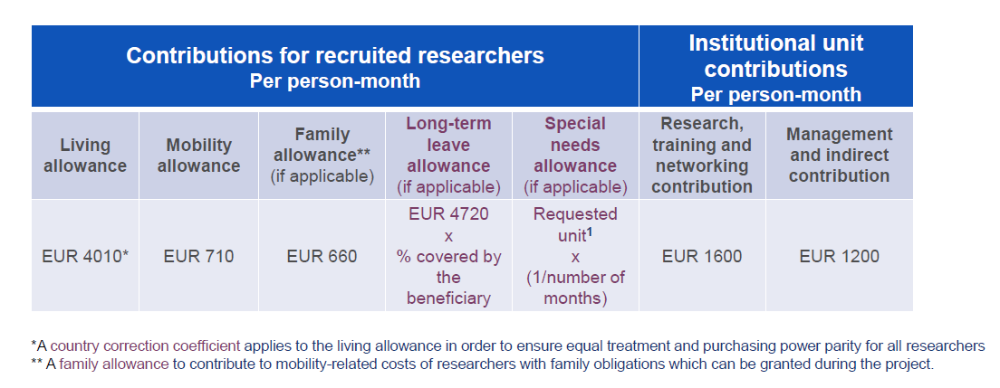 Contributions for recruited researchers
Per person-month
Institutional unit
contributions
Per person-month
Living
allowance
Mobility
allowance
Family
allowance**
(if applicable)
Long-term
leave
allowance
(if applicable)
Special
needs
allowance
(if applicable)
Research,
training and
networking
contribution
Management
and indirect
contribution
EUR 4010*
EUR 710
EUR 660
EUR 4720
x
% covered by
the
beneficiary
Requested
unit¹
x
(1/number of
months)
EUR 1600
EUR 1200
*A country correction coefficient applies to the living allowance in order to ensure equal treatment and purchasing power parity for all researchers
** A family allowance to contribute to mobility-related costs of researchers with family obligations which can be granted during the project.